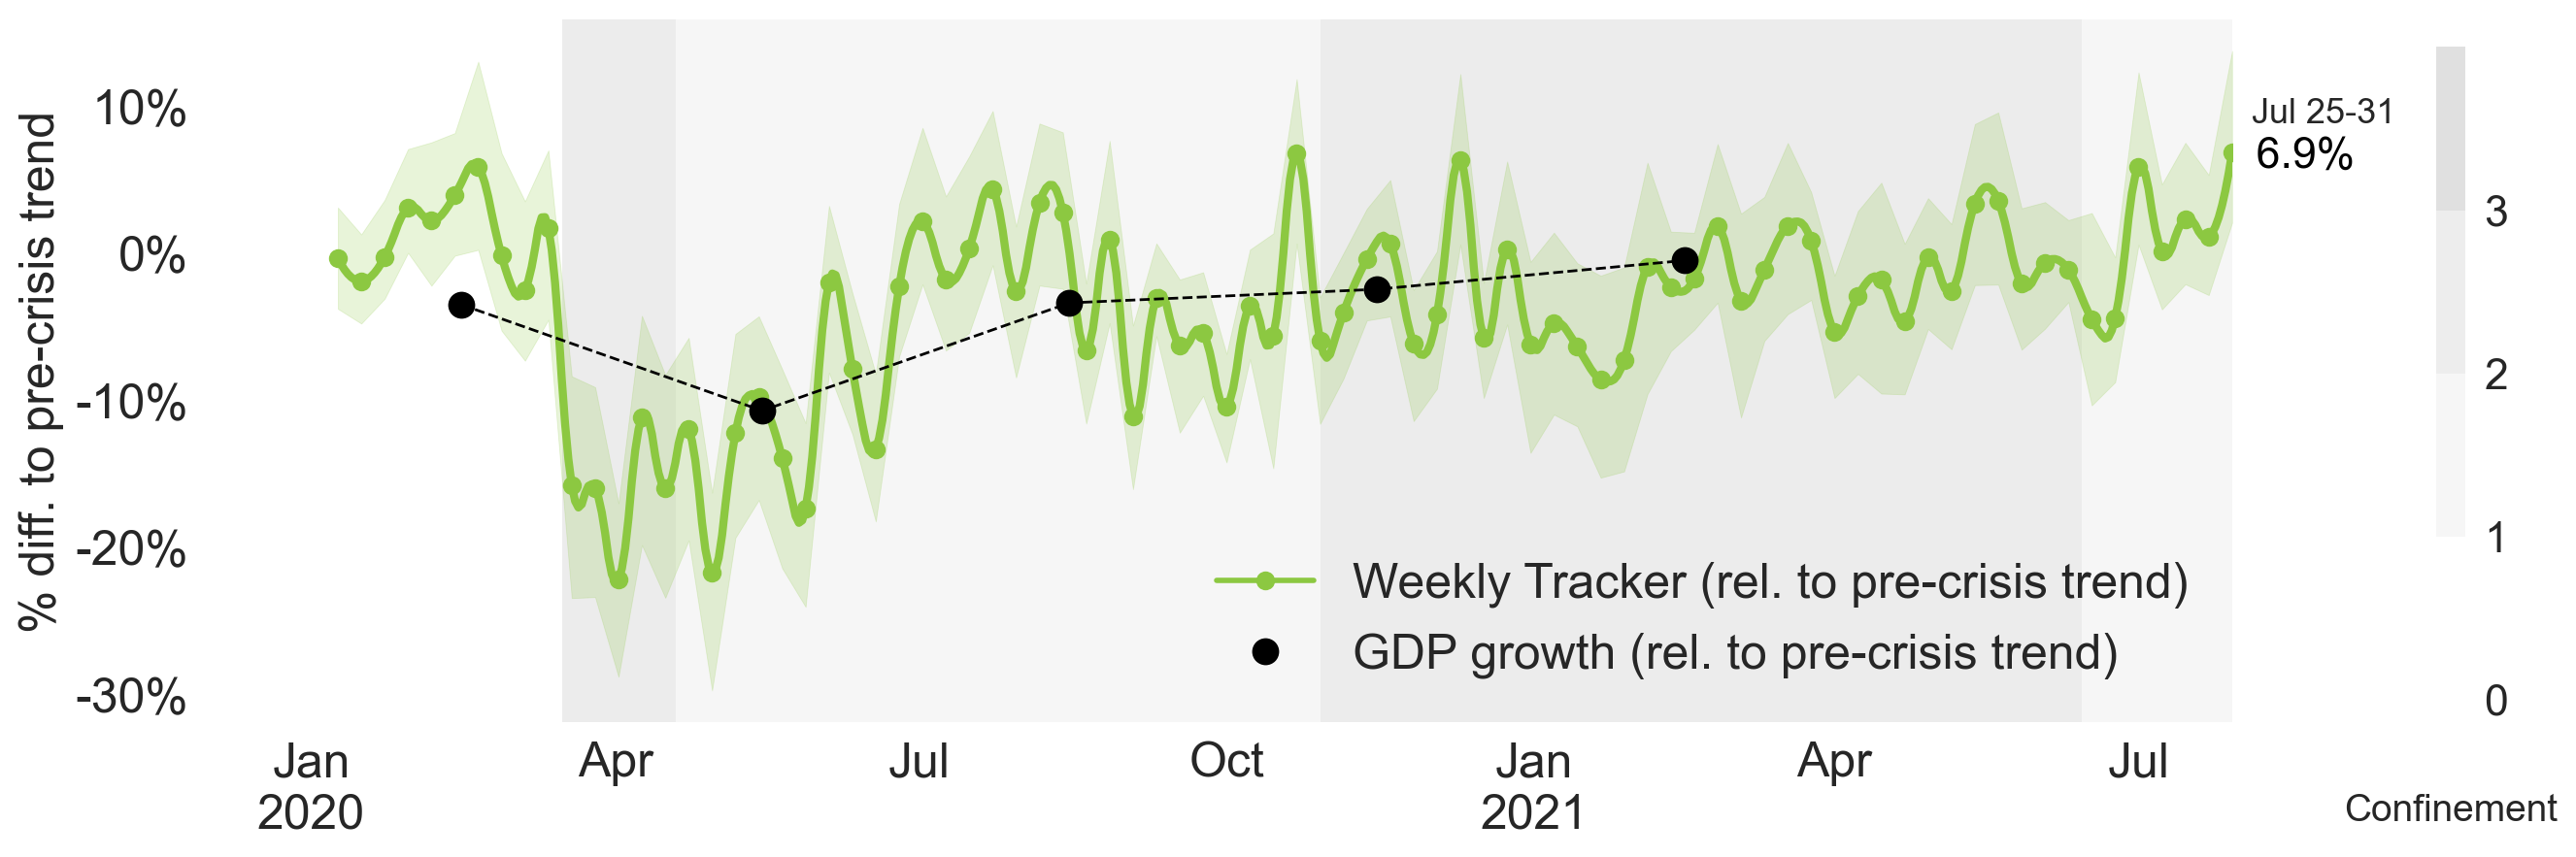 % diff. to pre-crisis trend
10%
0%
-10%
-20%
-30%
Jan
2020
Apr
Jul
Oct
Jan
2021
Apr
Jul
Weekly Tracker (rel. to pre-crisis trend)
GDP growth (rel. to pre-crisis trend)
Jul 25-31
6.9%
3
2
1
0
Confinement